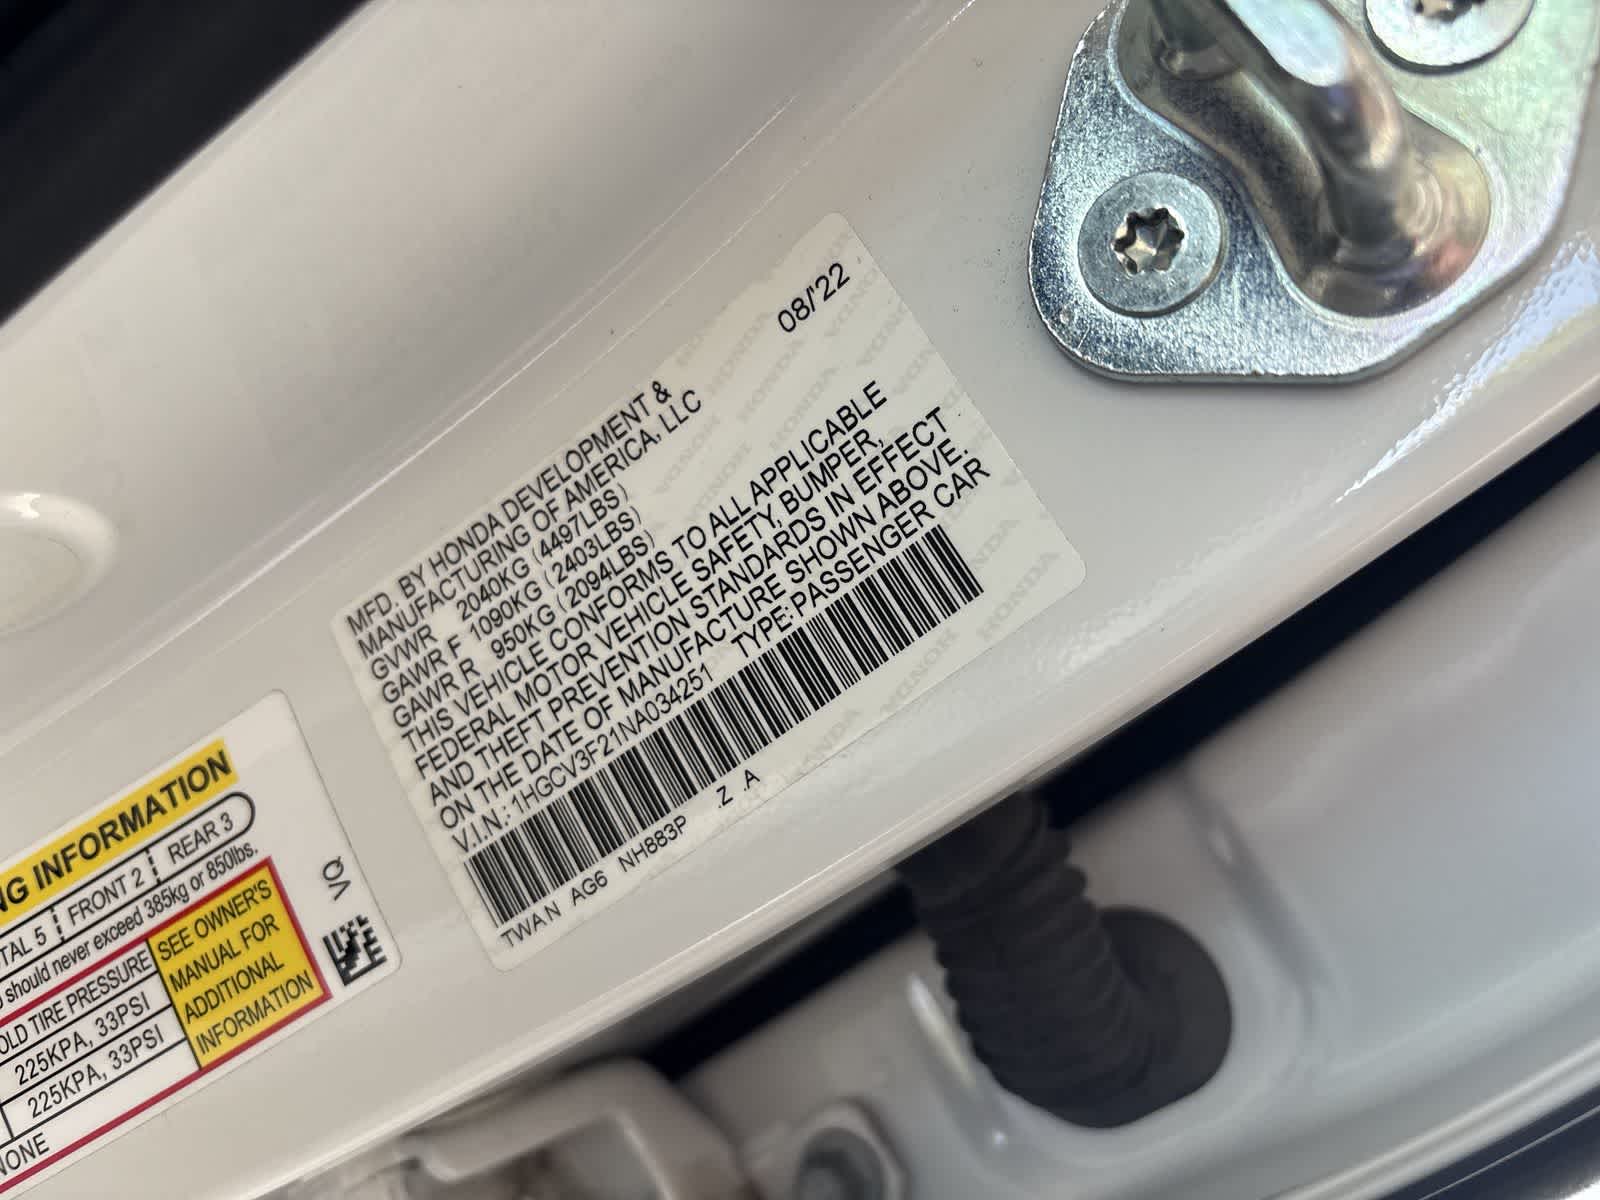 MFD. BY HONDA DEVELOPMENT &
MANUFACTURING OF AMERICA, LLC 08/'22
GVWR 2040KG (4497LBS)
GAWR F 1090KG (2403LBS)
GAWR R 950KG (2094LBS)
THIS VEHICLE CONFORMS TO ALL APPLICABLE
FEDERAL MOTOR VEHICLE SAFETY, BUMPER,
AND THEFT PREVENTION STANDARDS IN EFFECT
ON THE DATE OF MANUFACTURE SHOWN ABOVE.
V.I.N.: 1HGCV3F21NA034251 TYPE: PASSENGER CAR
TWAN AG6 NH883P .Z .A
NG INFORMATION
TAL 5 FRONT 2 REAR 3
should never exceed 385kg or 850lbs.
OLD TIRE PRESSURE
225KPA, 33PSI
225KPA, 33PSI
NONE
SEE OWNER'S
MANUAL FOR
ADDITIONAL
INFORMATION
VQ